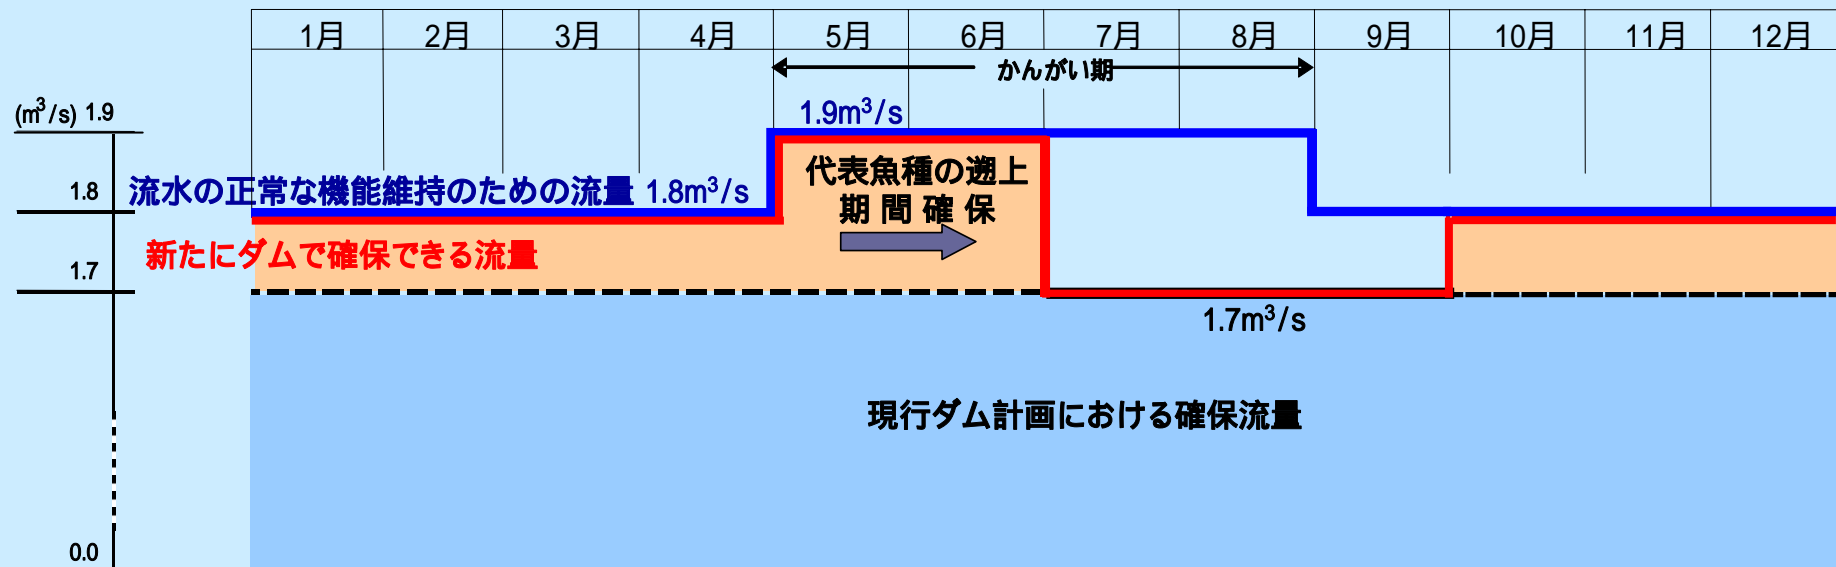 1月 2月 3月 4月 5月 6月 7月 8月 9月 10月 11月 12月
かんがい期
(m³/s) 1.9
1.9m³/s
代表魚種の遡上
期間確保
1.8
流水の正常な機能維持のための流量 1.8m³/s
新たにダムで確保できる流量
1.7
1.7m³/s
現行ダム計画における確保流量
0.0